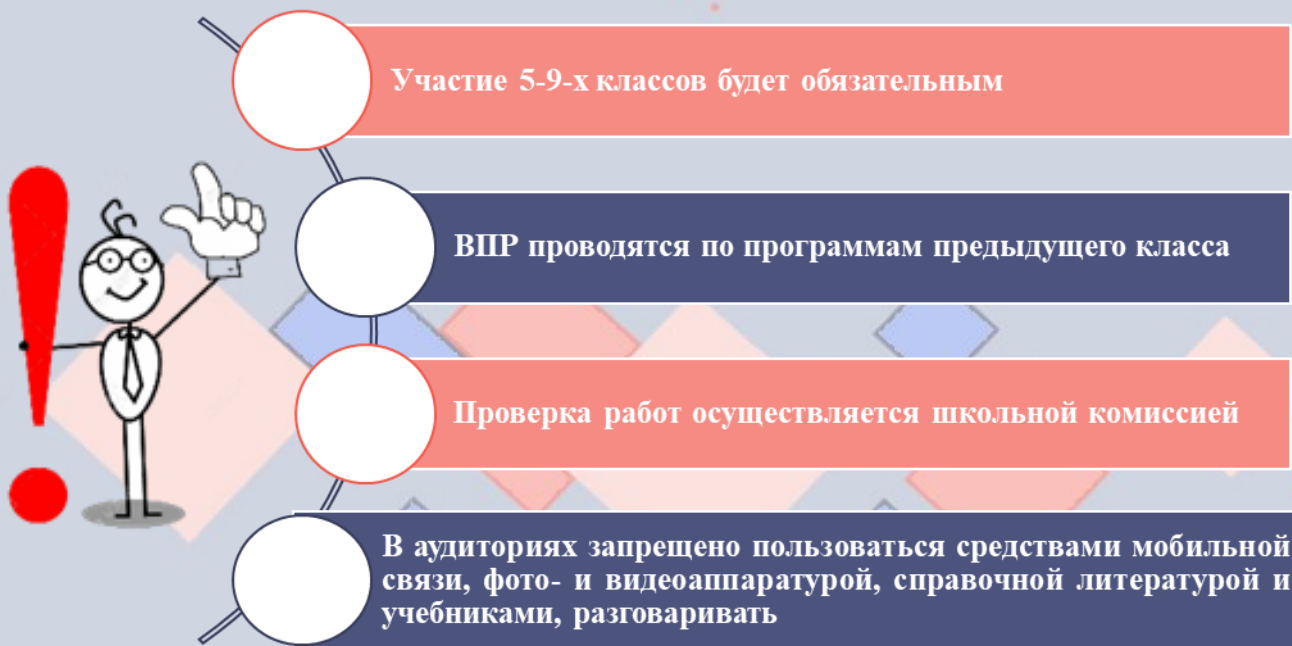 Участие 5-9-х классов будет обязательным
ВПР проводятся по программам предыдущего класса
Проверка работ осуществляется школьной комиссией
В аудиториях запрещено пользоваться средствами мобильной
связи, фото- и видеоаппаратурой, справочной литературой и
учебниками, разговаривать